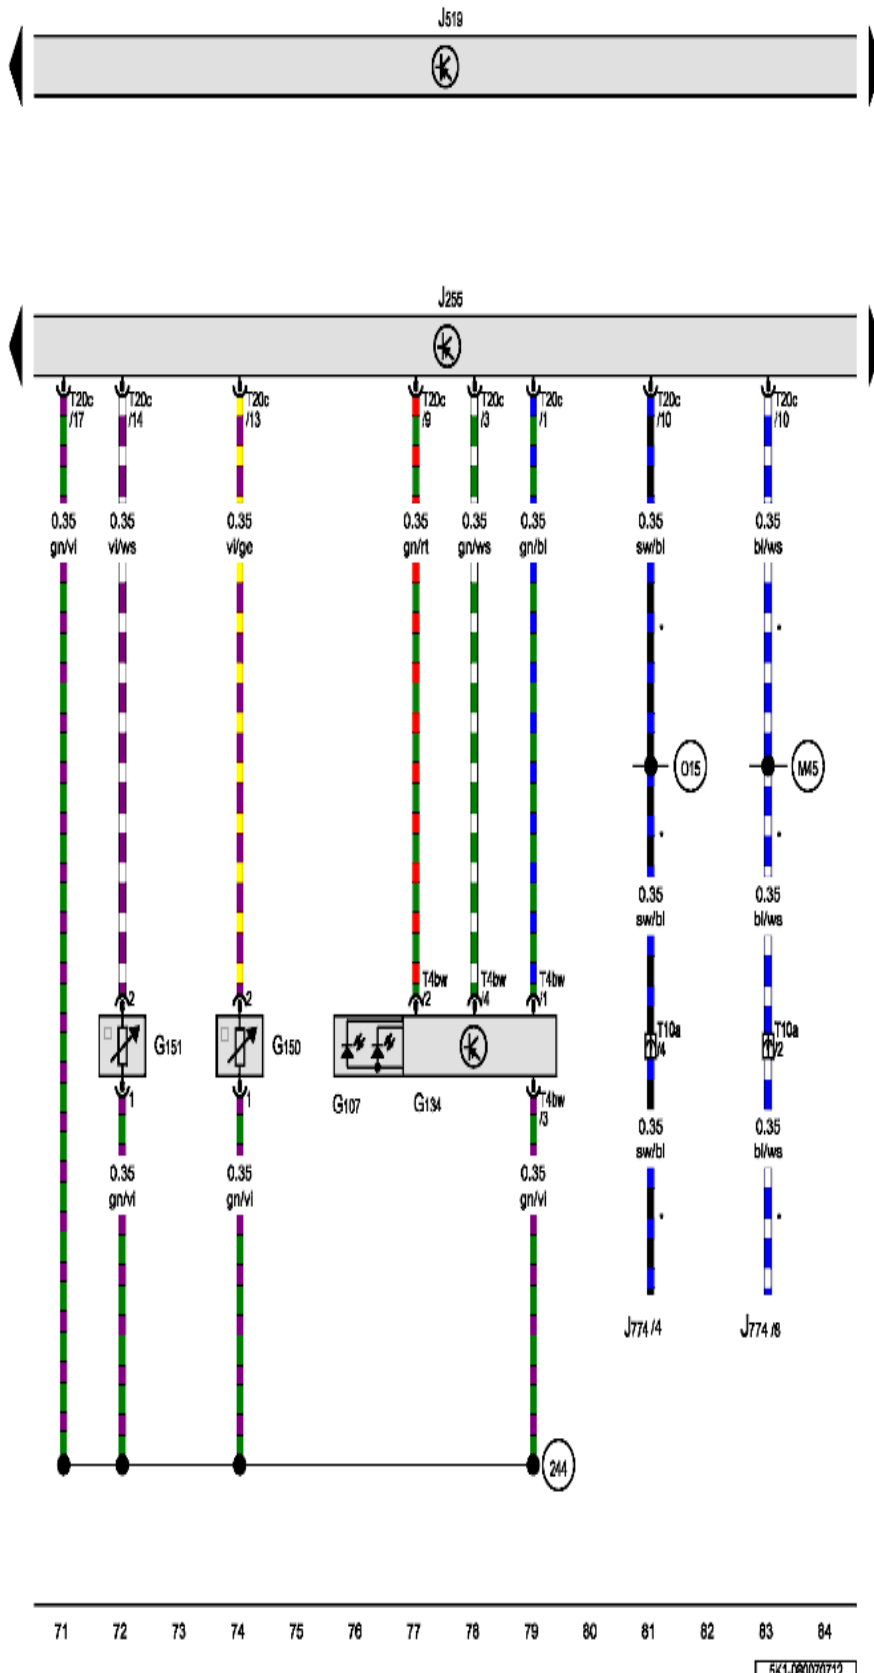 J519
J255
T20c /17
T20c /14
T20c /13
T20c /9
T20c /3
T20c /1
T20c /10
T20c /10
0.35 gn/vi
0.35 vi/ws
0.35 vi/ge
0.35 gn/rt
0.35 gn/ws
0.35 gn/bl
0.35 sw/bl
0.35 bl/ws
*
*
O15
M45
*
*
0.35 sw/bl
0.35 bl/ws
2
2
T4bw /2
T4bw /4
T4bw /1
G151
G150
T10a /4
T10a /2
1
1
G107
G134
T4bw /3
0.35 sw/bl
0.35 bl/ws
0.35 gn/vi
0.35 gn/vi
0.35 gn/vi
*
*
J774 /4
J774 /8
244
71 72 73 74 75 76 77 78 79 80 81 82 83 84
5K1-080070712